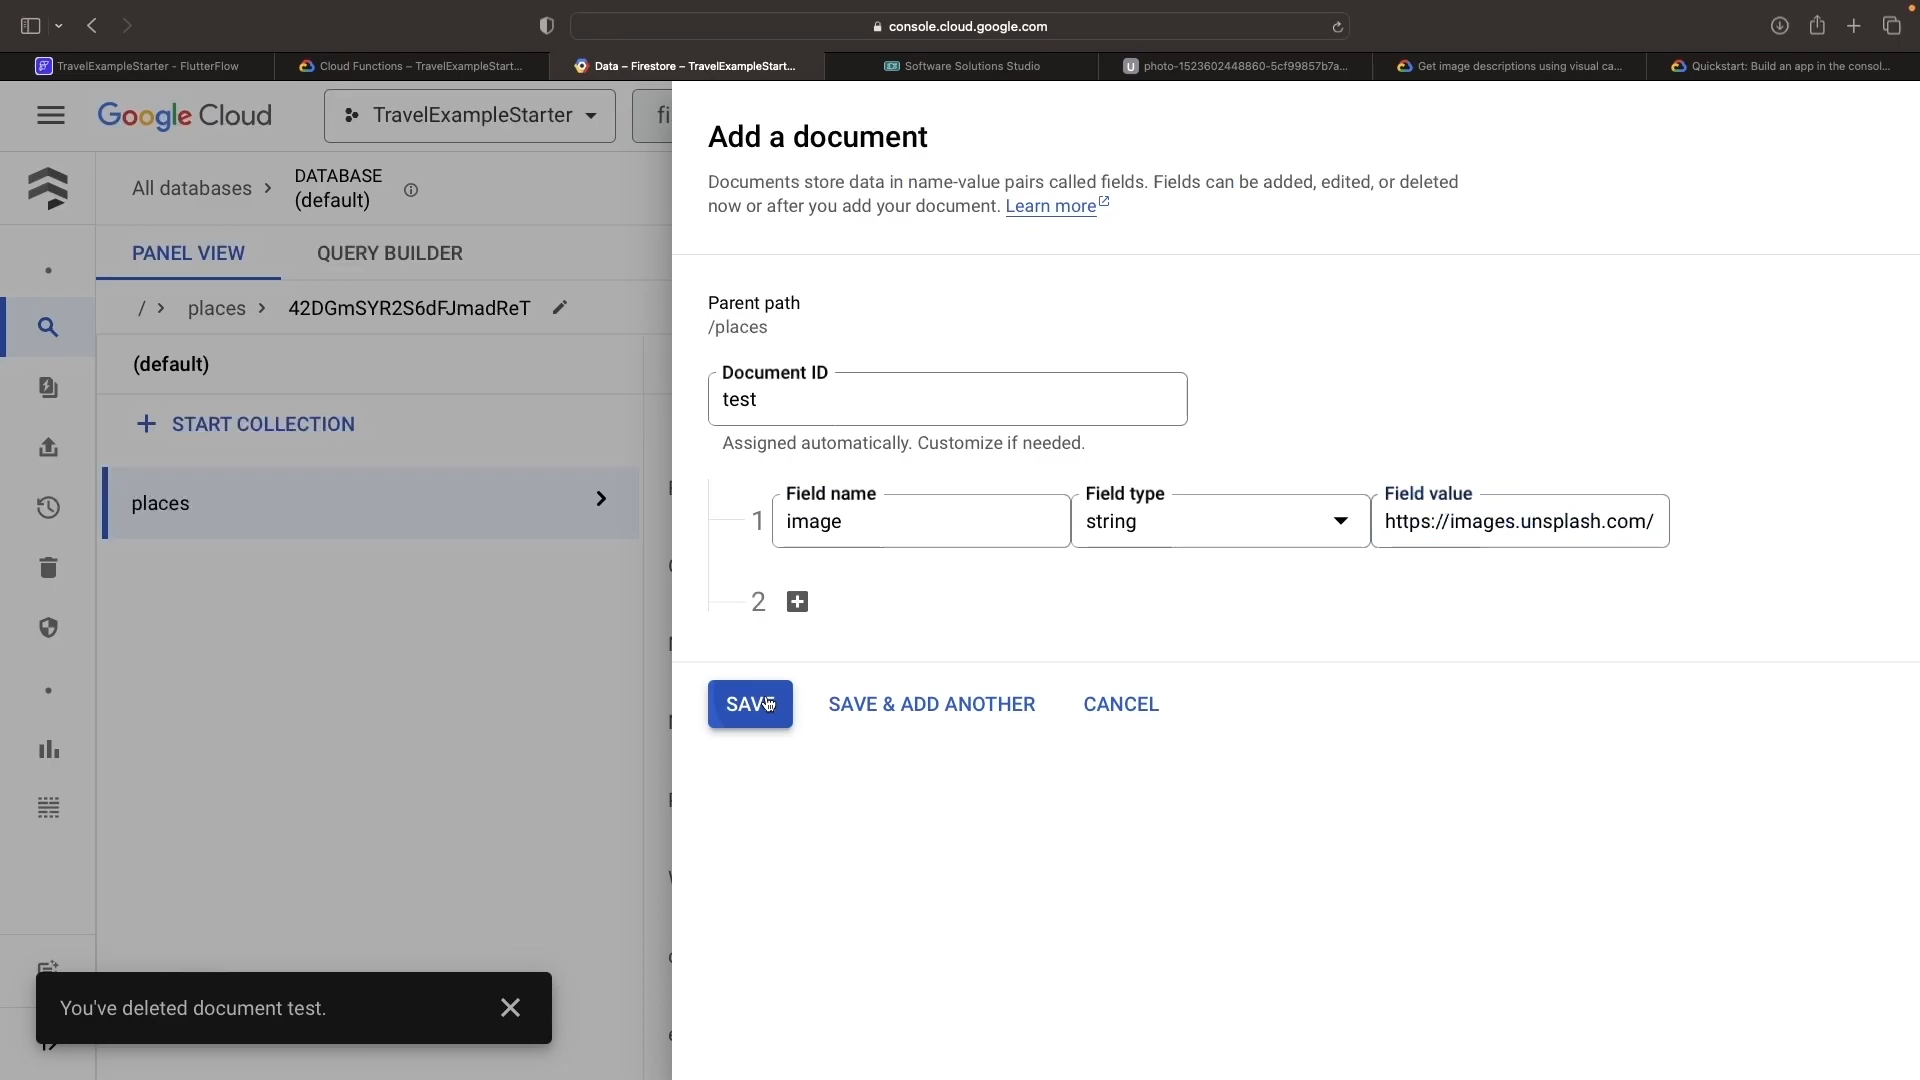 console.cloud.google.com
TravelExampleStarter - FlutterFlow
Cloud Functions – TravelExampleStart...
Data – Firestore – TravelExampleStart...
Software Solutions Studio
photo-1523602448860-5cf99857b7a...
Get image descriptions using visual ca...
Quickstart: Build an app in the consol...
Google Cloud
TravelExampleStarter
fi
All databases
DATABASE
(default)
PANEL VIEW
QUERY BUILDER
/ > places > 42DGmSYR2S6dFJmadReT
(default)
START COLLECTION
places
You've deleted document test.
Add a document
Documents store data in name-value pairs called fields. Fields can be added, edited, or deleted
now or after you add your document. Learn more
Parent path
/places
Document ID
test
Assigned automatically. Customize if needed.
1
Field name
image
Field type
string
Field value
https://images.unsplash.com/
2
SAVE
SAVE & ADD ANOTHER
CANCEL